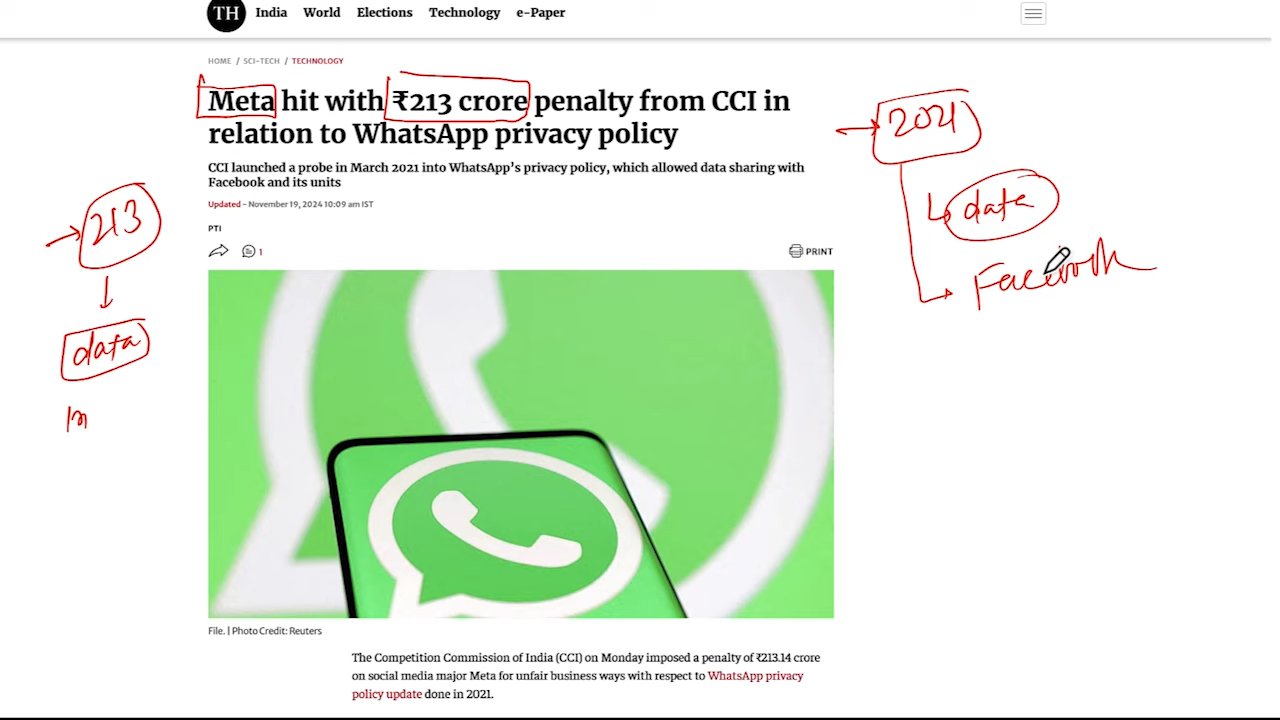 TH India World Elections Technology e-Paper
HOME / SCI-TECH / TECHNOLOGY
Meta hit with ₹213 crore penalty from CCI in
relation to WhatsApp privacy policy
CCI launched a probe in March 2021 into WhatsApp's privacy policy, which allowed data sharing with
Facebook and its units
Updated - November 19, 2024 10:09 am IST
PTI
1
PRINT
2021
data
Facebook
213
data
File. | Photo Credit: Reuters
The Competition Commission of India (CCI) on Monday imposed a penalty of ₹213.14 crore
on social media major Meta for unfair business ways with respect to WhatsApp privacy
policy update done in 2021.